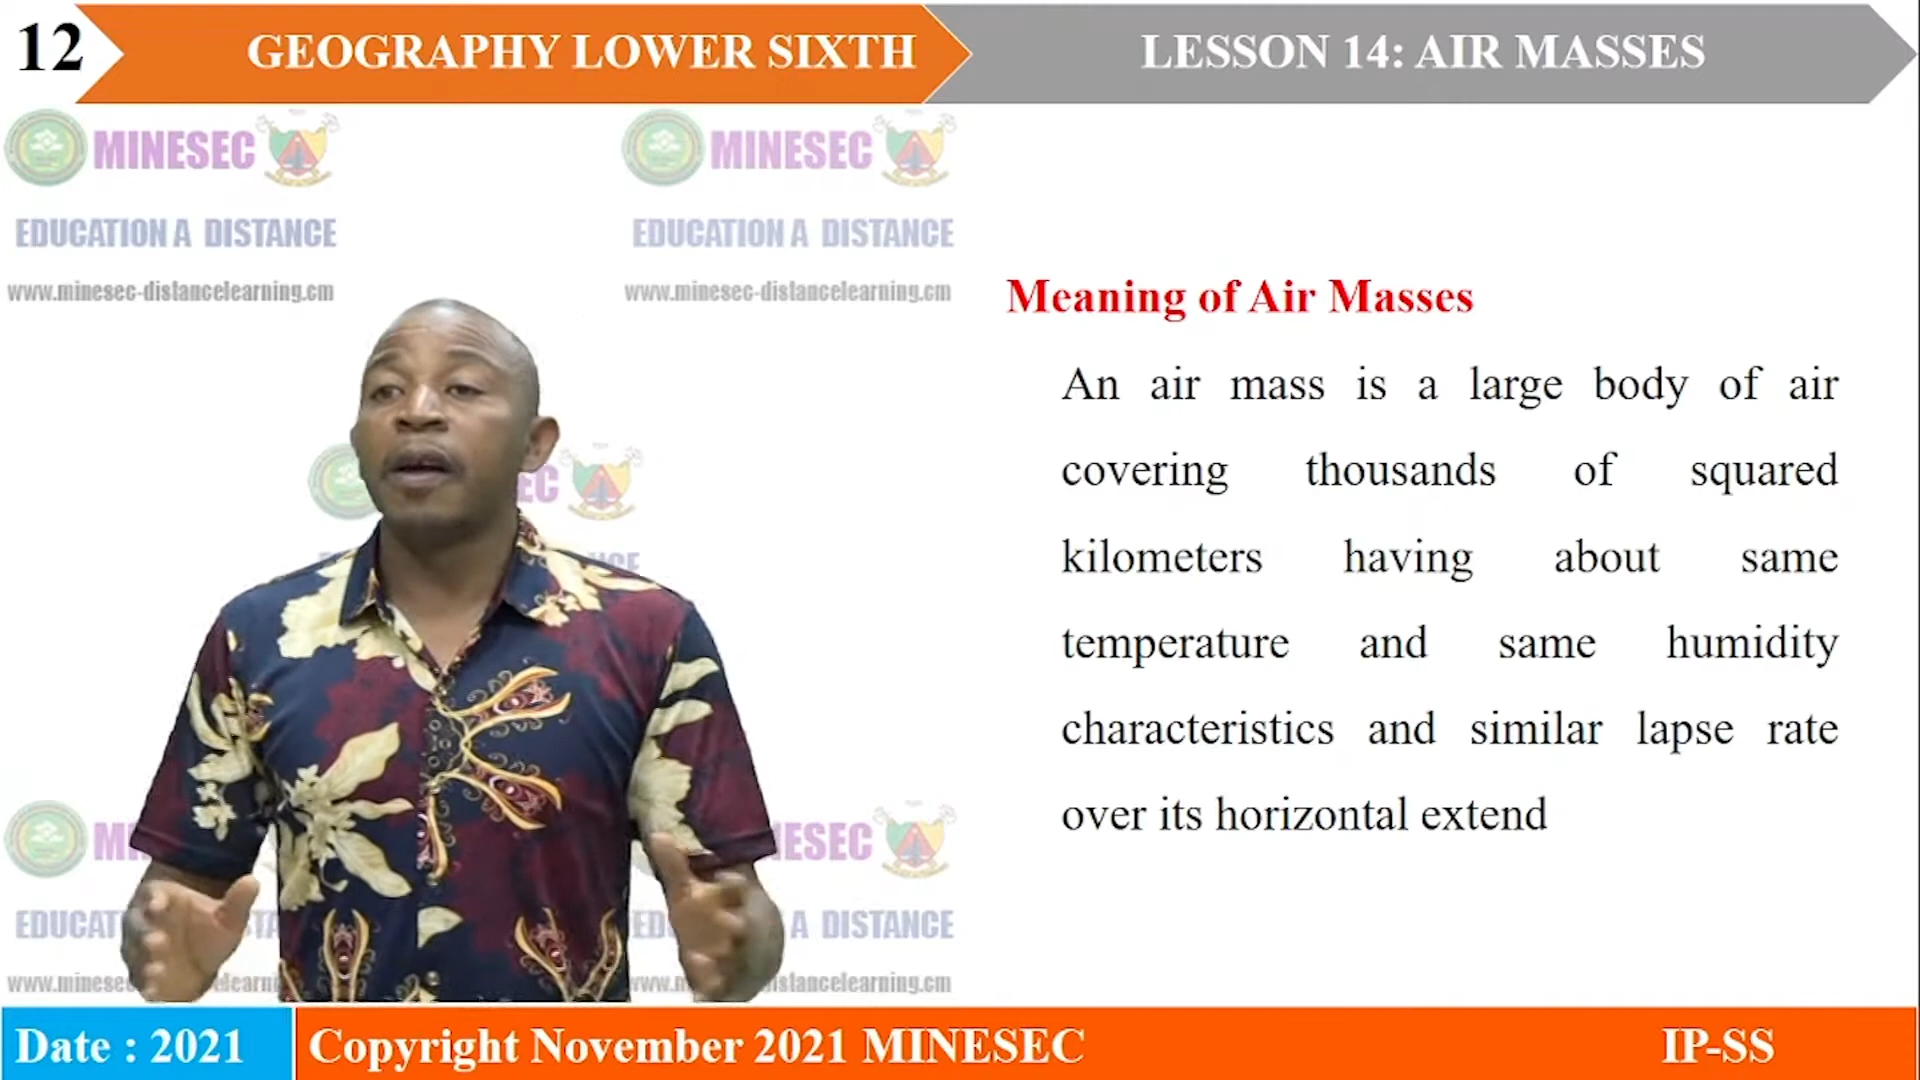 12
GEOGRAPHY LOWER SIXTH
LESSON 14: AIR MASSES
MINESEC
MINESEC
EDUCATION A DISTANCE
EDUCATION A DISTANCE
www.minesec-distancelearning.cm
www.minesec-distancelearning.cm
Meaning of Air Masses
An air mass is a large body of air
covering thousands of squared
kilometers having about same
temperature and same humidity
characteristics and similar lapse rate
over its horizontal extend
Date : 2021
Copyright November 2021 MINESEC
IP-SS